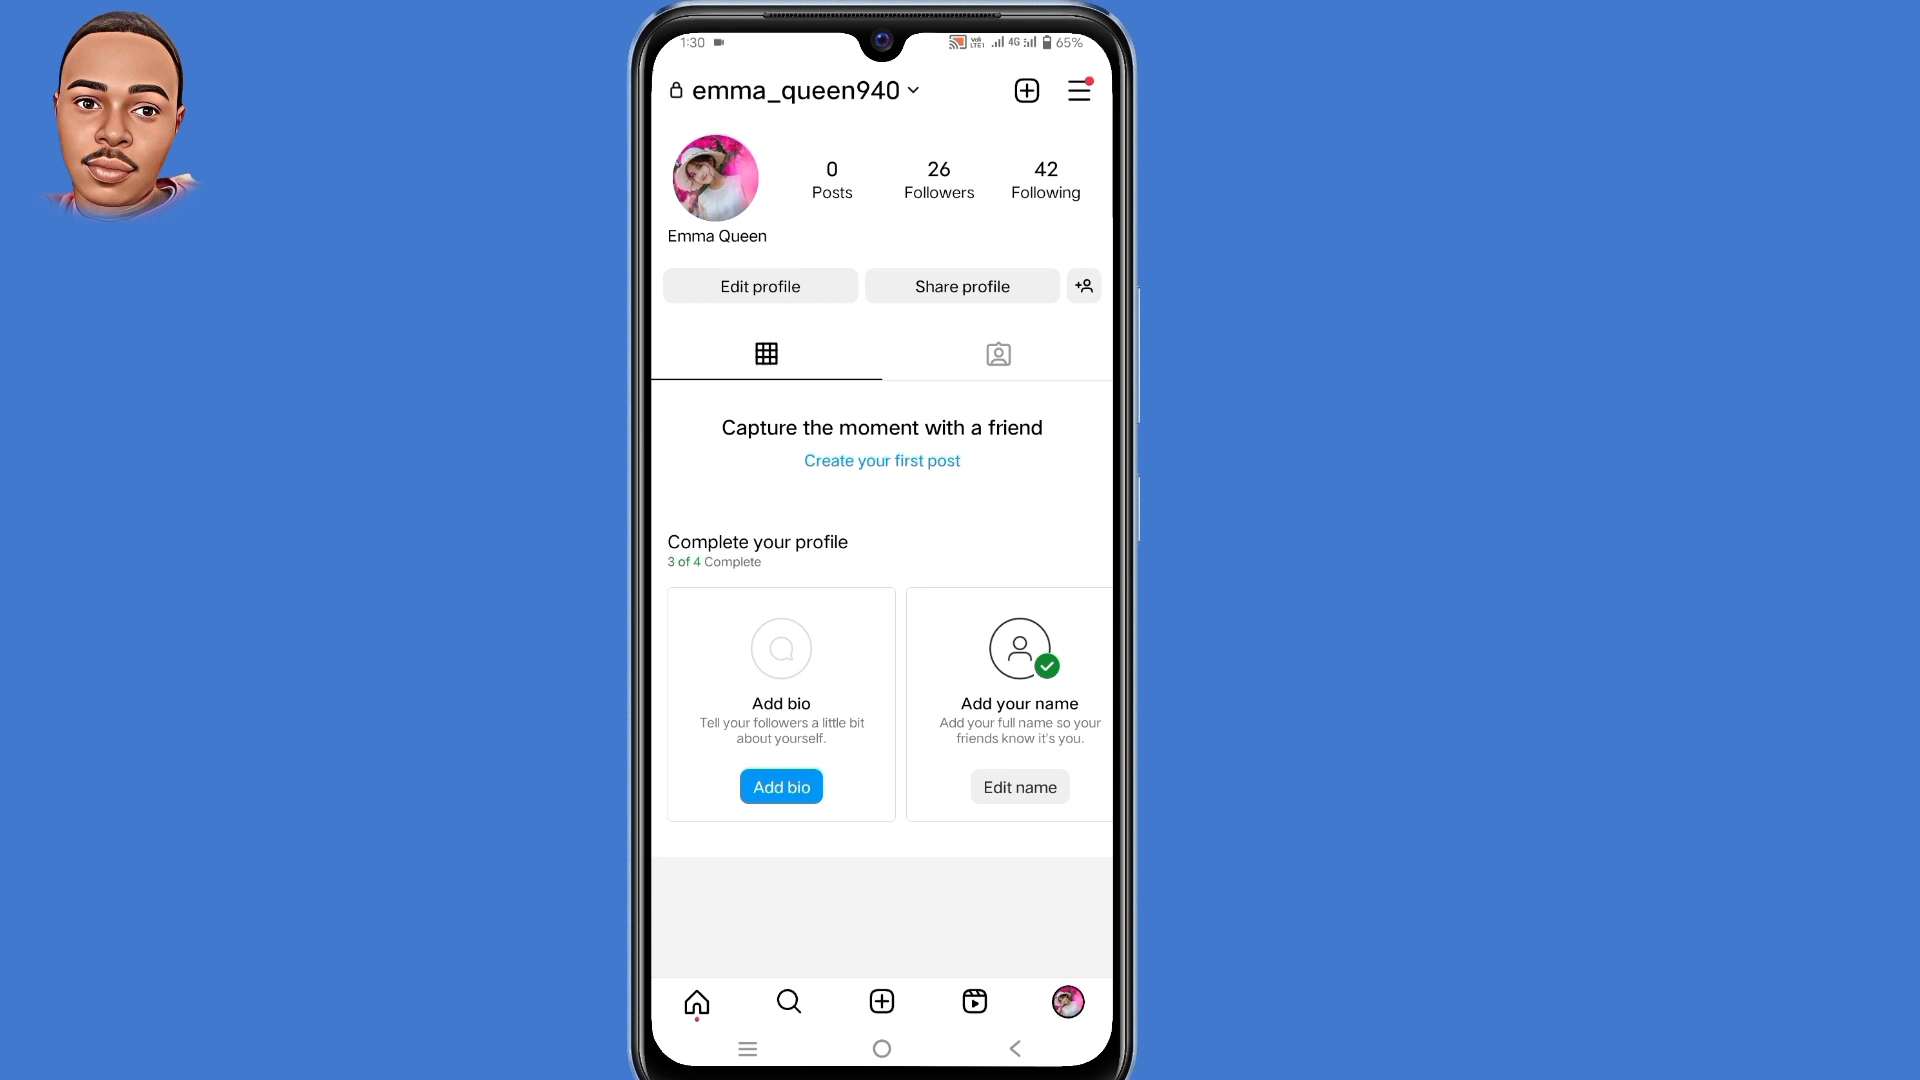 1:30
4G
65%
emma_queen940
0
26
42
Posts
Followers
Following
Emma Queen
Edit profile
Share profile
Capture the moment with a friend
Create your first post
Complete your profile
3 of 4 Complete
Add bio
Tell your followers a little bit
about yourself.
Add bio
Add your name
Add your full name so your
friends know it's you.
Edit name